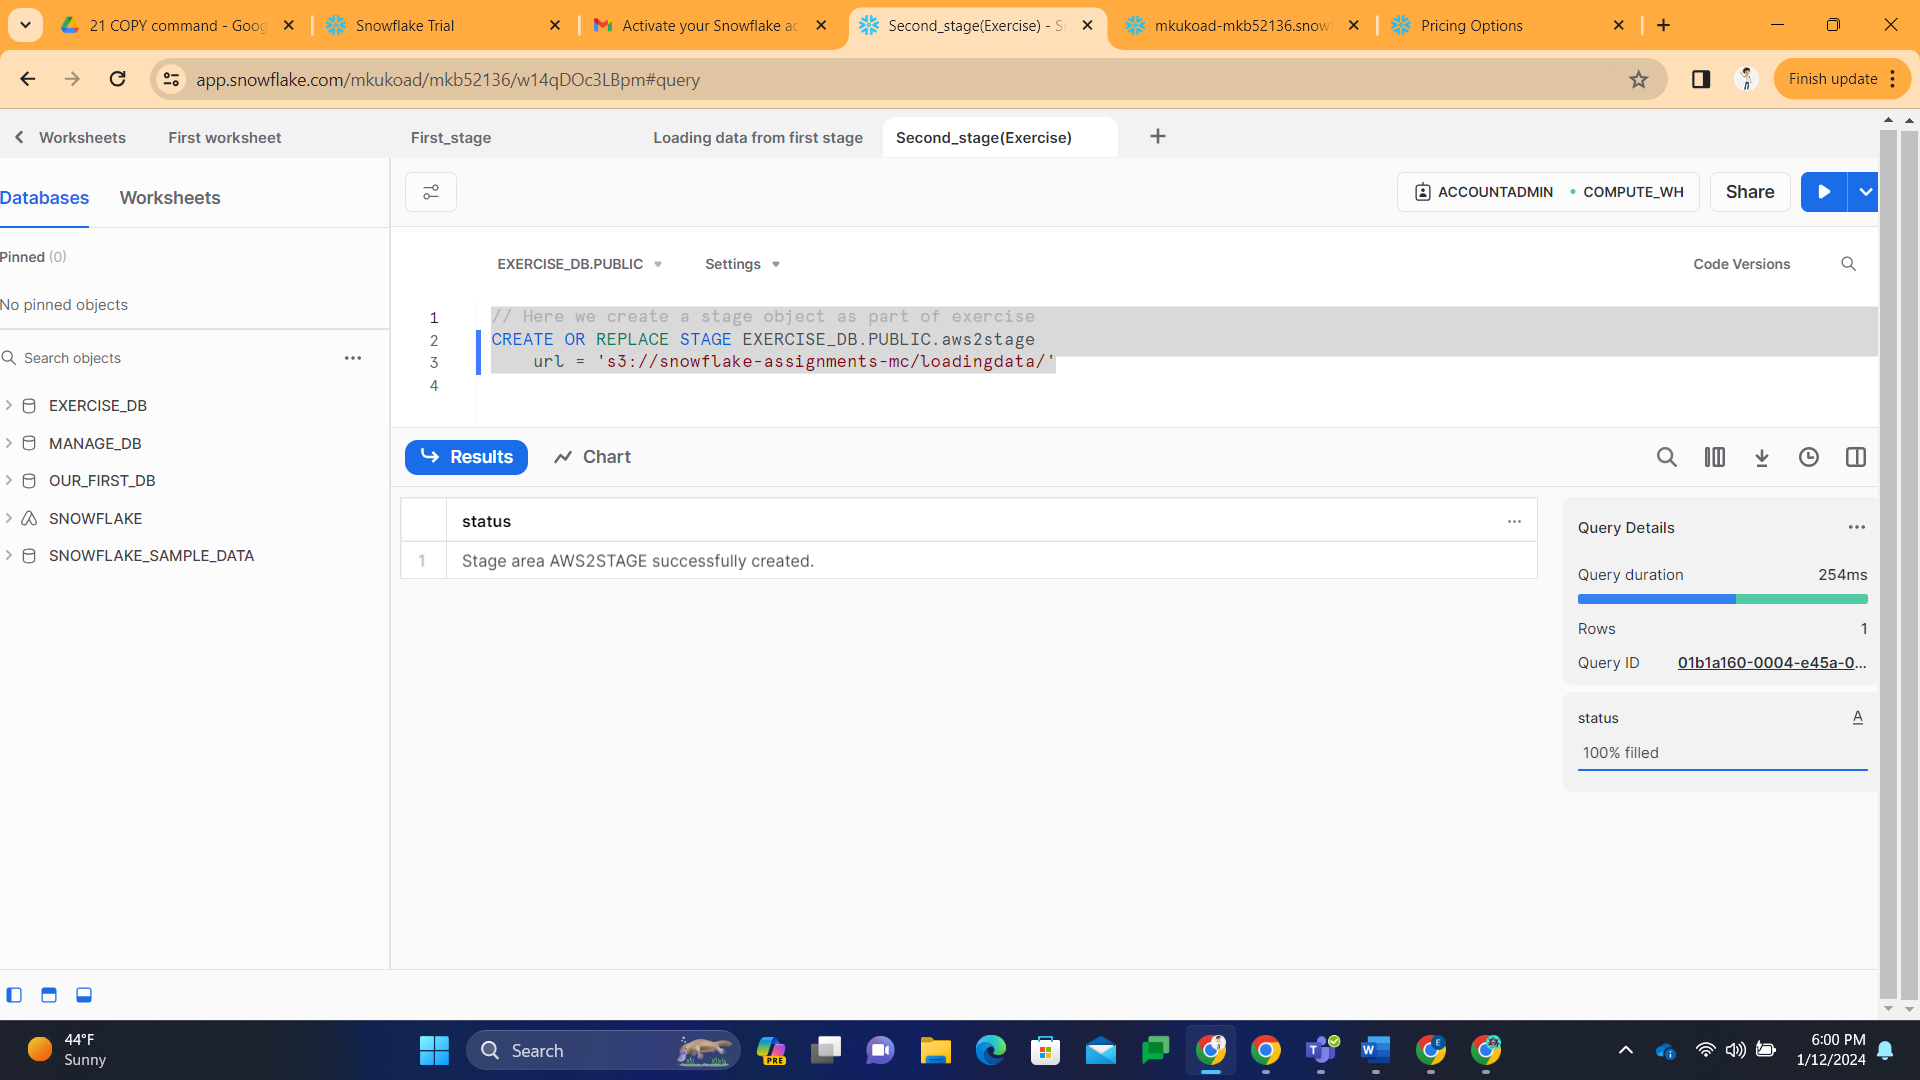 21 COPY command - Goog
Snowflake Trial
Activate your Snowflake ac
Second_stage(Exercise) - S
mkukoad-mkb52136.snow
Pricing Options
app.snowflake.com/mkukoad/mkb52136/w14qDOc3LBpm#query
Finish update
Worksheets
First worksheet
First_stage
Loading data from first stage
Second_stage(Exercise)
Databases
Worksheets
ACCOUNTADMIN
COMPUTE_WH
Share
Pinned (0)
No pinned objects
Search objects
EXERCISE_DB
MANAGE_DB
OUR_FIRST_DB
SNOWFLAKE
SNOWFLAKE_SAMPLE_DATA
EXERCISE_DB.PUBLIC
Settings
Code Versions
1 // Here we create a stage object as part of exercise
2 CREATE OR REPLACE STAGE EXERCISE_DB.PUBLIC.aws2stage
3 url = 's3://snowflake-assignments-mc/loadingdata/'
4
Results
Chart
status
1 Stage area AWS2STAGE successfully created.
Query Details
Query duration 254ms
Rows 1
Query ID 01b1a160-0004-e45a-0...
status A
100% filled
44°F
Sunny
Search
PRE
6:00 PM
1/12/2024